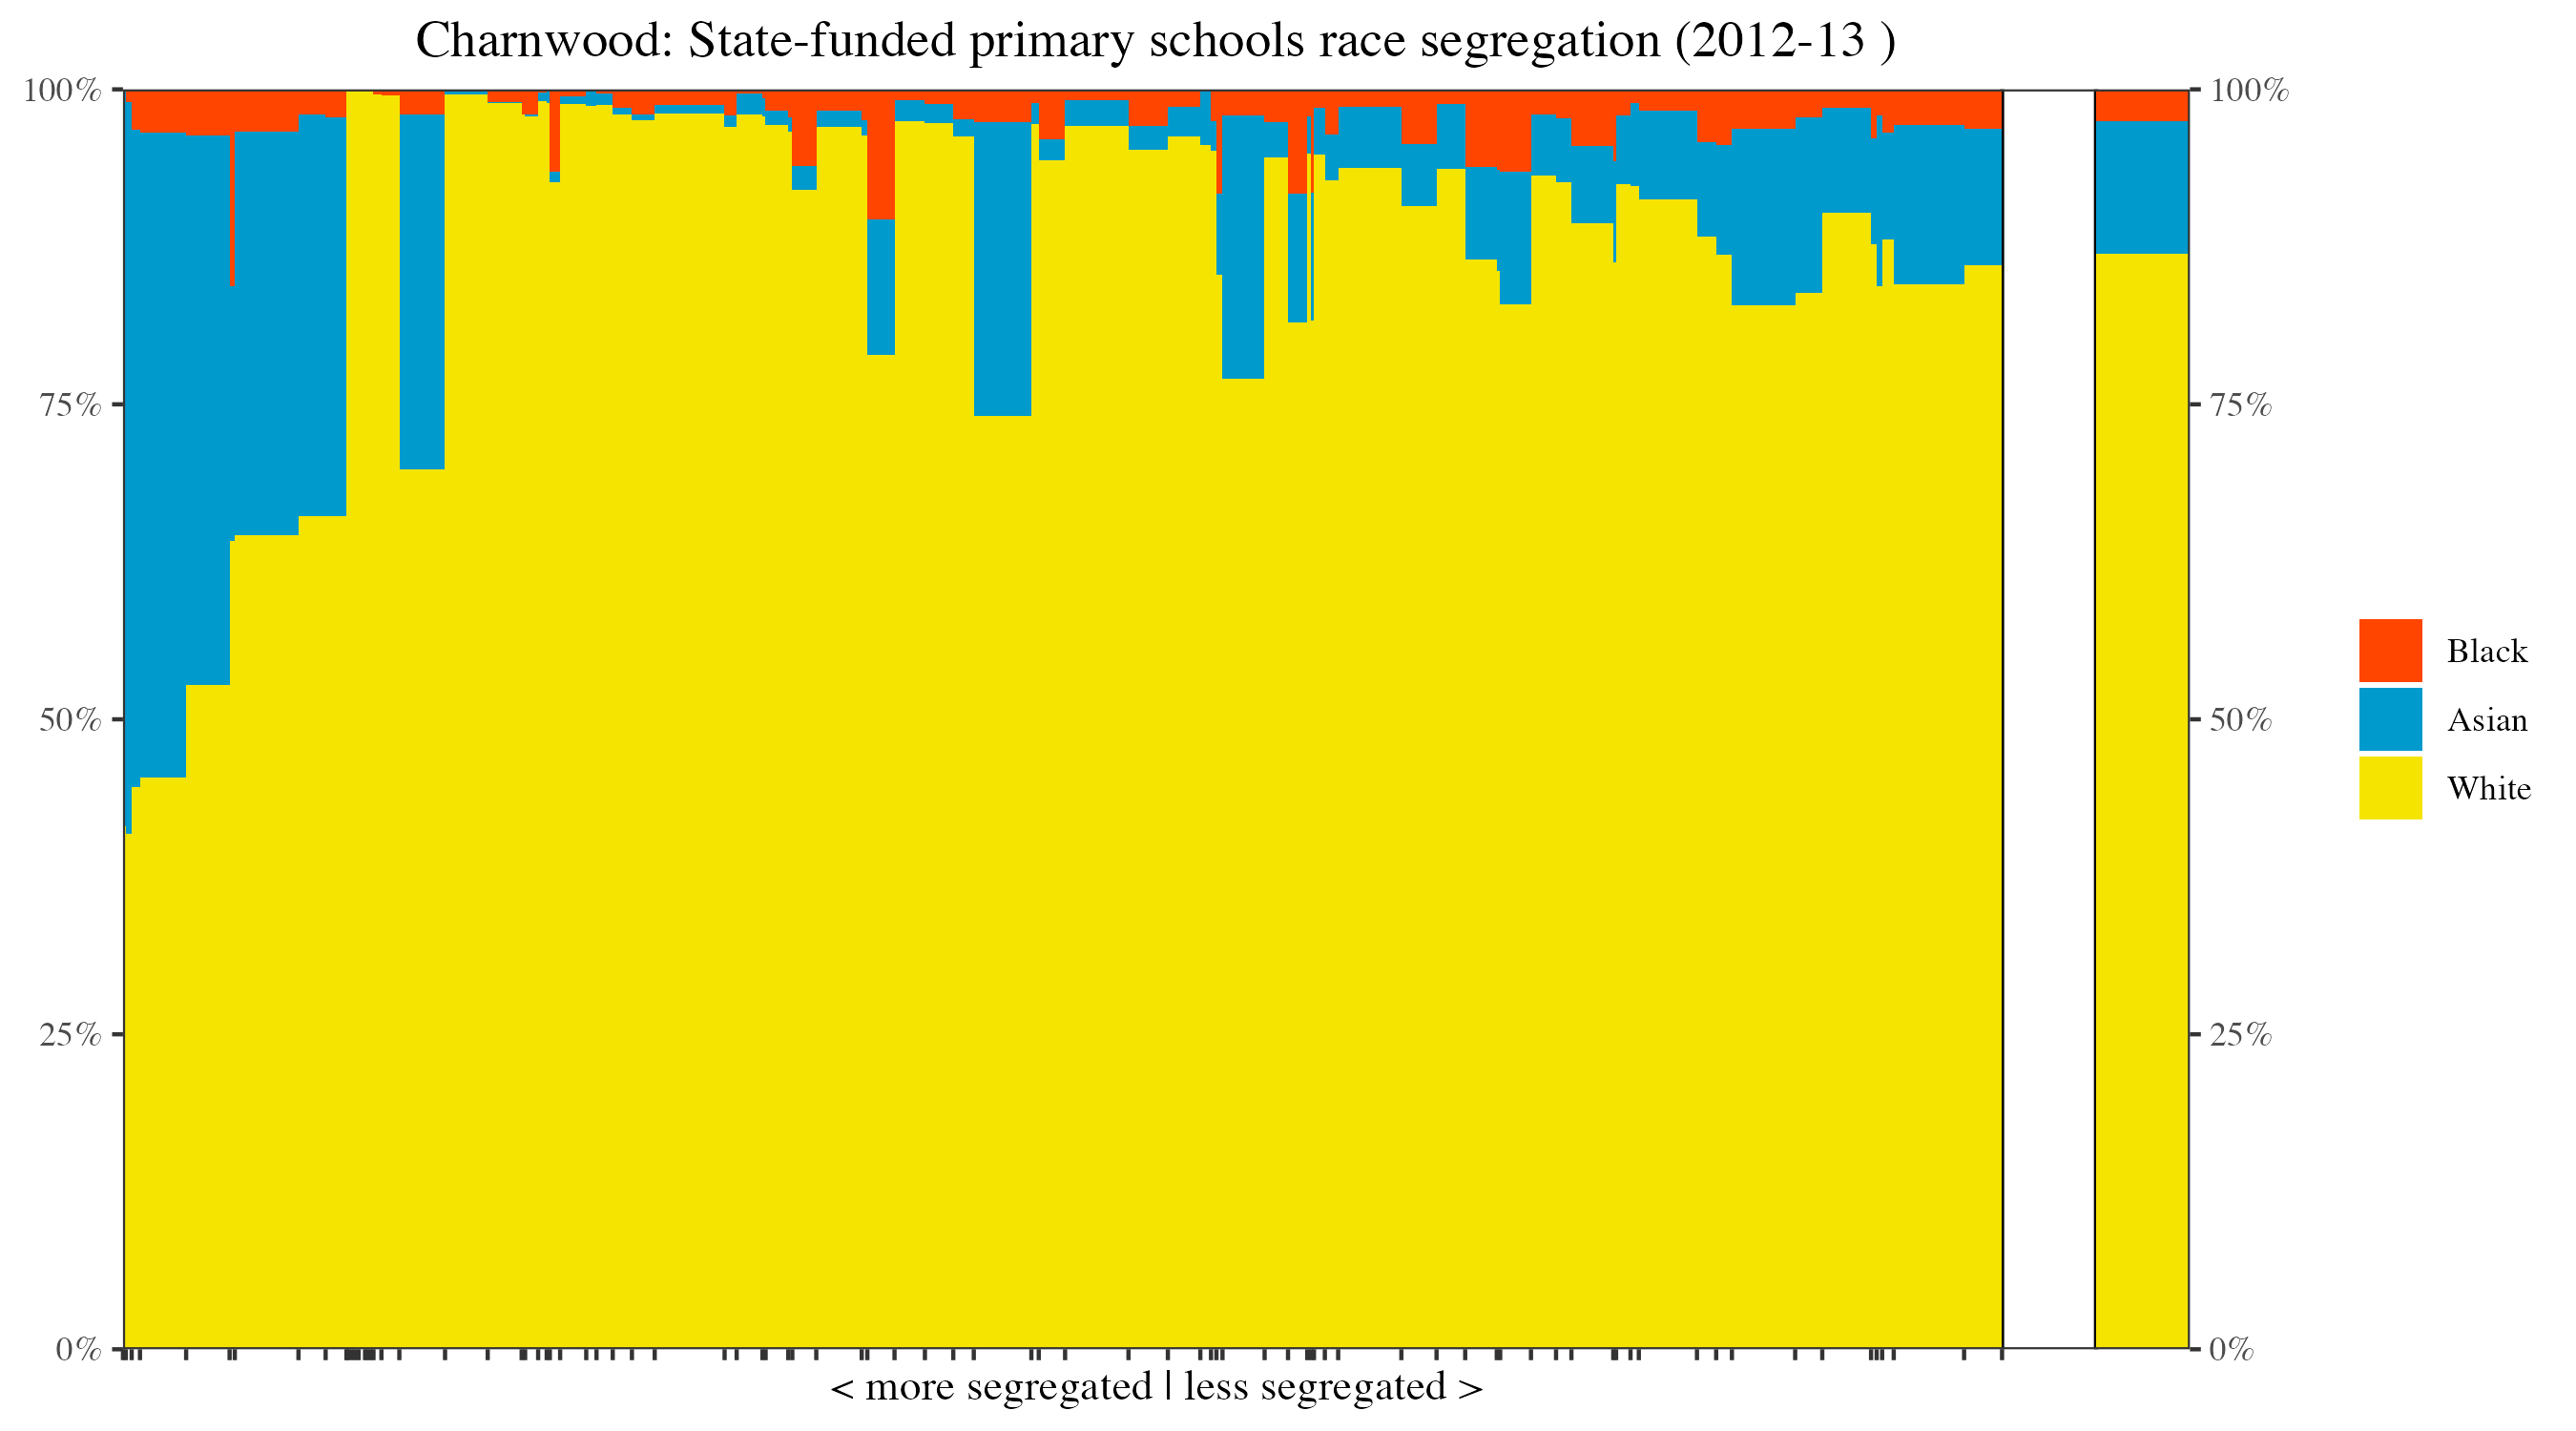 Charnwood: State-funded primary schools race segregation (2012-13 )
100%
75%
50%
25%
0%
100%
75%
50%
25%
0%
Black
Asian
White
< more segregated | less segregated >